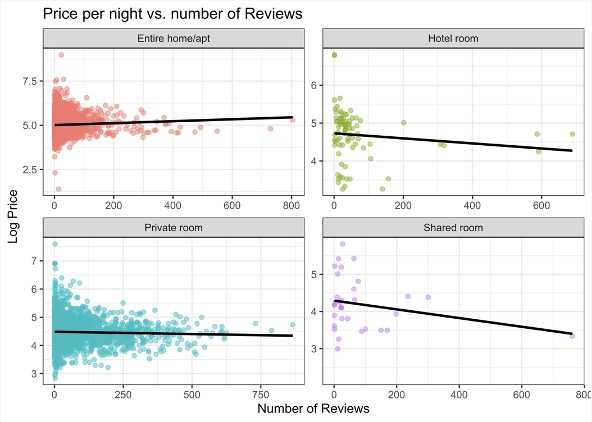 Price per night vs. number of Reviews
Entire home/apt
Hotel room
7.5
5.0
2.5
0 200 400 600 800
6
5
4
0 200 400 600
Log Price
Private room
Shared room
7
6
5
4
3
0 250 500 750
5
4
3
0 200 400 600 800
Number of Reviews